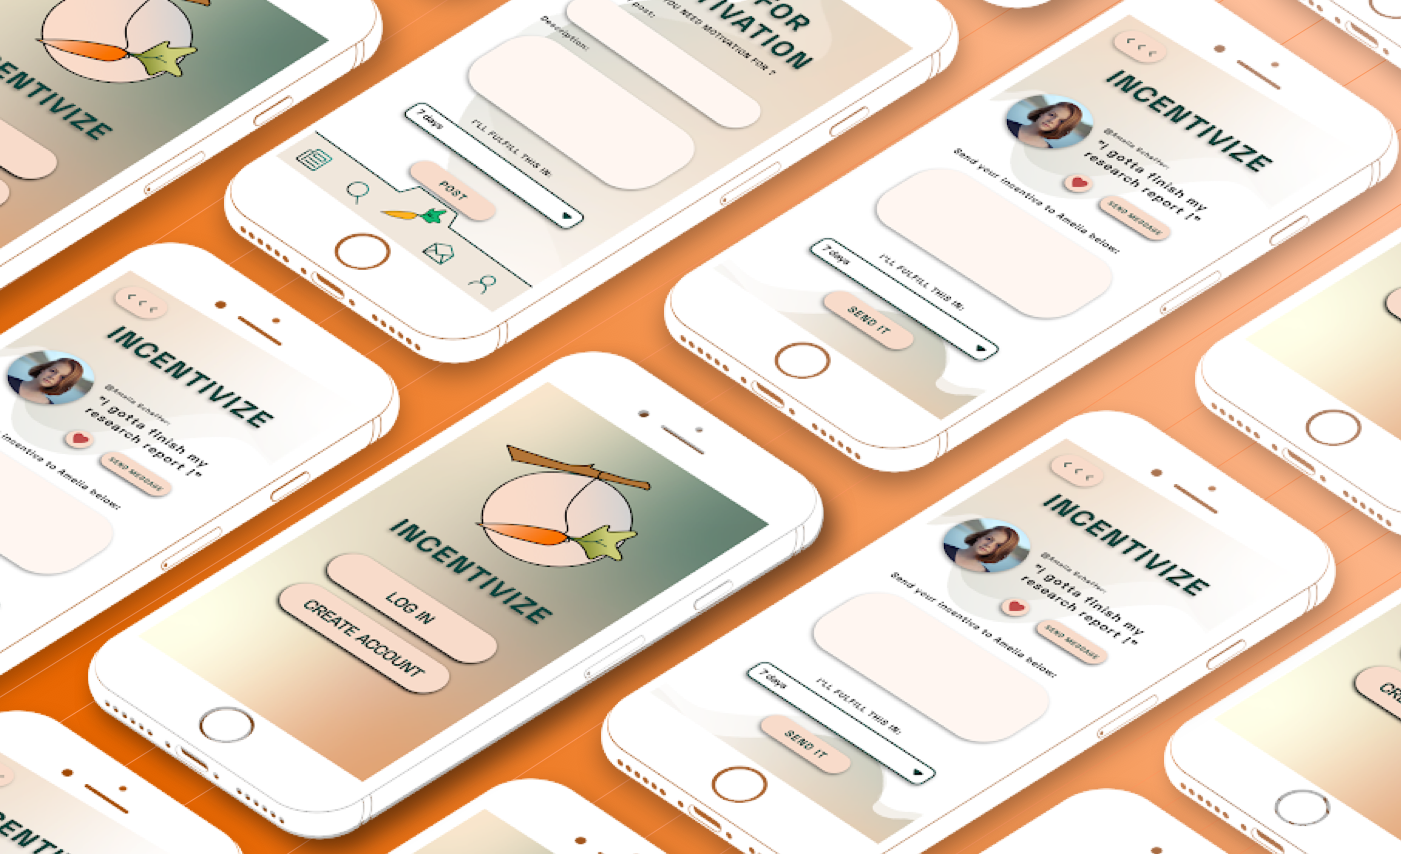 ENTIVIZE
FOR
TIVATION
YOU NEED MOTIVATION FOR ?
post:
Description:
I'LL FULFILL THIS IN:
7 days
POST
< < <
INCENTIVIZE
@Amelia Schaffer:
"I gotta finish my
research report !"
SEND MESSAGE
Send your incentive to Amelia below:
I'LL FULFILL THIS IN:
7 days
SEND IT
< < <
INCENTIVIZE
@Amelia Schaffer:
"I gotta finish my
research report !"
SEND MESSAGE
incentive to Amelia below:
INCENTIVIZE
LOG IN
CREATE ACCOUNT
< < <
INCENTIVIZE
@Amelia Schaffer:
"I gotta finish my
research report !"
SEND MESSAGE
Send your incentive to Amelia below:
I'LL FULFILL THIS IN:
7 days
SEND IT
CRE
CENTI